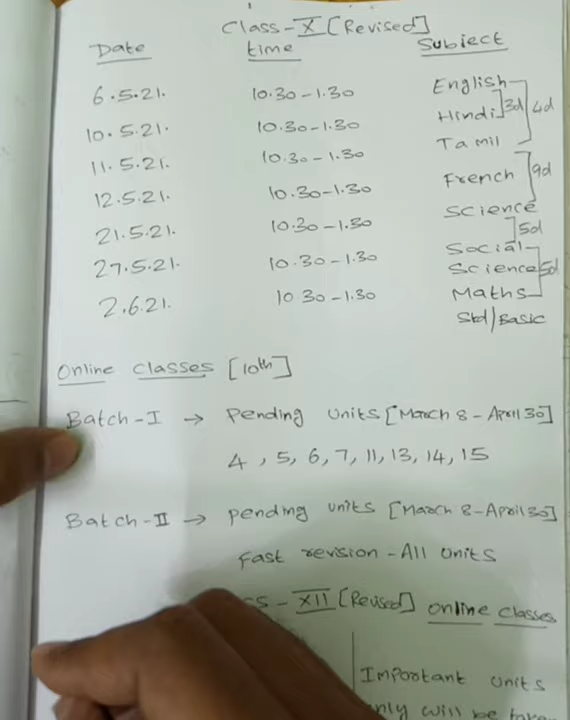 Class-X [Revised]
Date time Subject
6.5.21. 10.30-1.30 English
10.5.21. 10.30-1.30 Hindi 3d 4d
11.5.21. 10.30-1.30 Tamil
12.5.21. 10.30-1.30 French 9d
21.5.21. 10.30-1.30 Science
5d
27.5.21. 10.30-1.30 Social
Science 5d
2.6.21. 10 30-1.30 Maths
Std/Basic
Online classes [10th]
Batch-I → Pending Units [March 8-April 30]
4, 5, 6, 7, 11, 13, 14, 15
Batch-II → pending units [March 8-April 30]
Fast revision-All Units
XII [Revised] online classes
Important units
will be